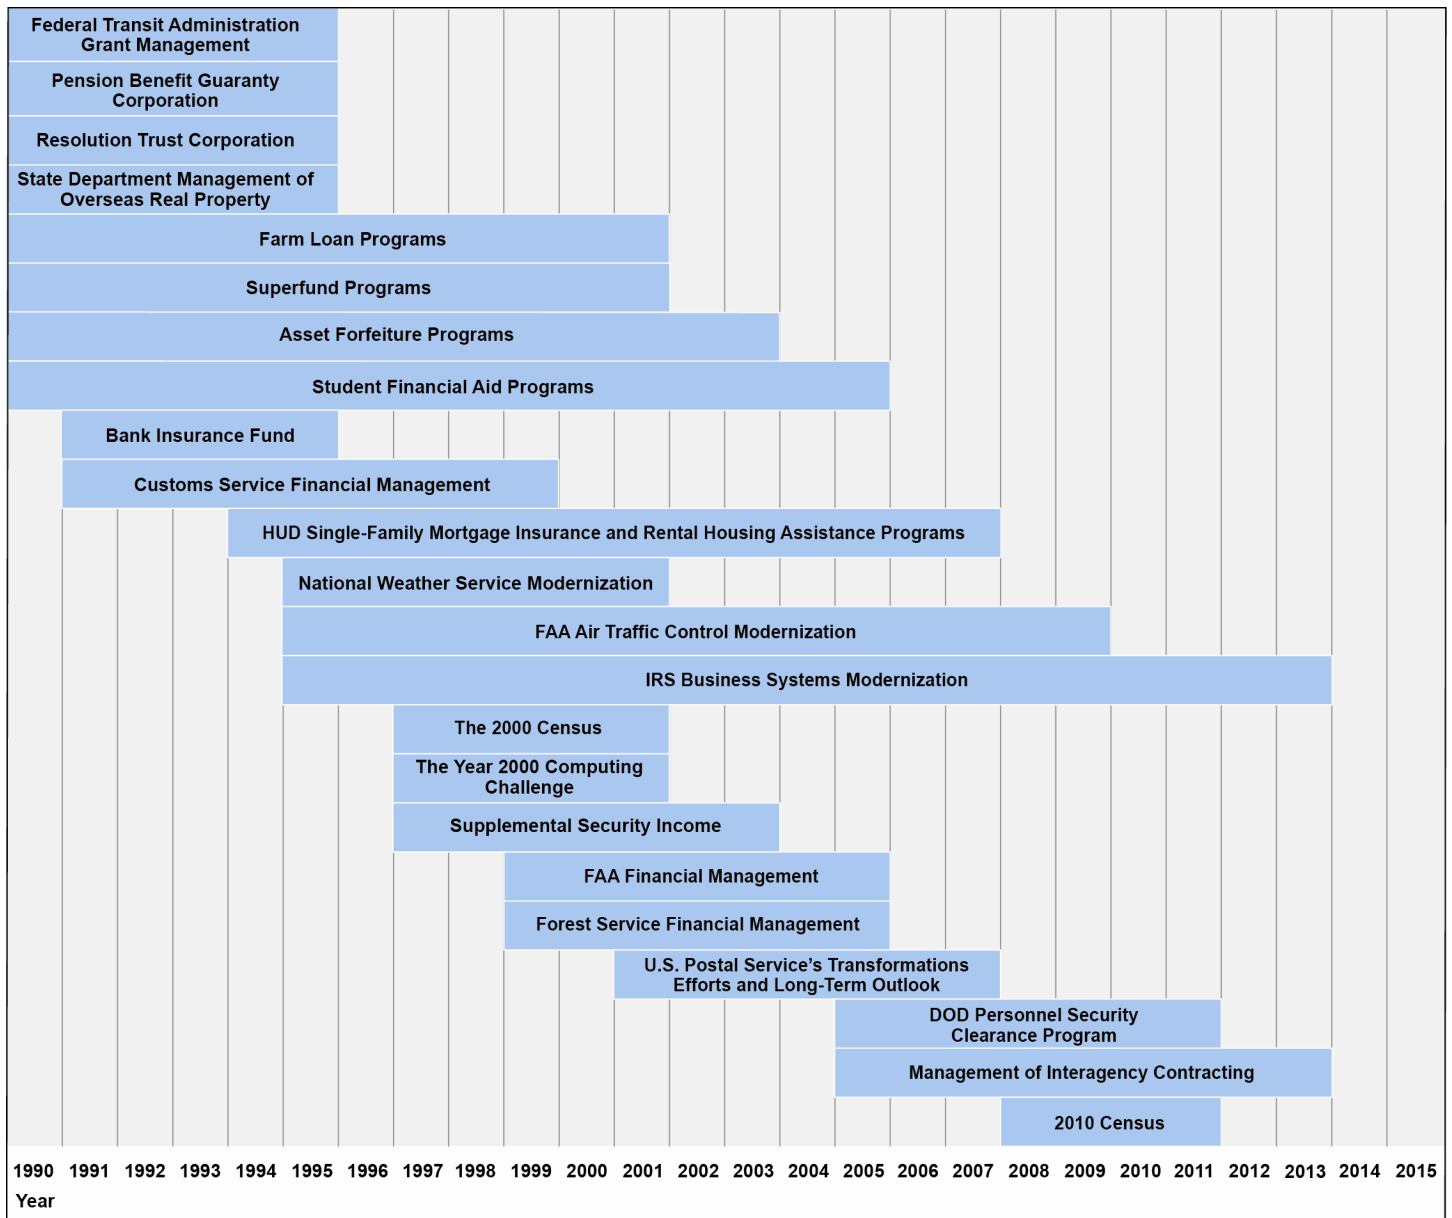 Federal Transit Administration
Grant Management
Pension Benefit Guaranty
Corporation
Resolution Trust Corporation
State Department Management of
Overseas Real Property
Farm Loan Programs
Superfund Programs
Asset Forfeiture Programs
Student Financial Aid Programs
Bank Insurance Fund
Customs Service Financial Management
HUD Single-Family Mortgage Insurance and Rental Housing Assistance Programs
National Weather Service Modernization
FAA Air Traffic Control Modernization
IRS Business Systems Modernization
The 2000 Census
The Year 2000 Computing
Challenge
Supplemental Security Income
FAA Financial Management
Forest Service Financial Management
U.S. Postal Service’s Transformations
Efforts and Long-Term Outlook
DOD Personnel Security
Clearance Program
Management of Interagency Contracting
2010 Census
1990 1991 1992 1993 1994 1995 1996 1997 1998 1999 2000 2001 2002 2003 2004 2005 2006 2007 2008 2009 2010 2011 2012 2013 2014 2015
Year